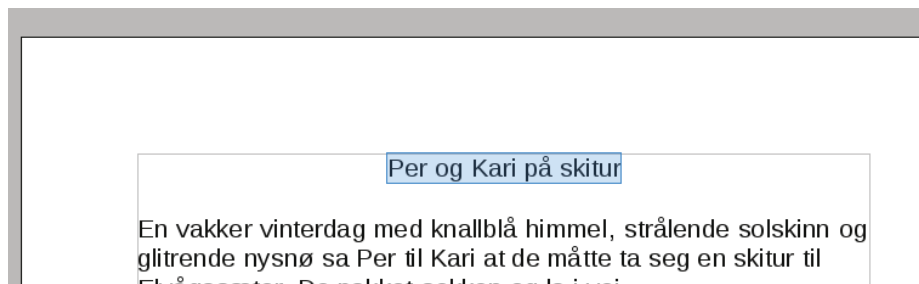 Per og Kari på skitur
En vakker vinterdag med knallblå himmel, strålende solskinn og
glitrende nysnø sa Per til Kari at de måtte ta seg en skitur til